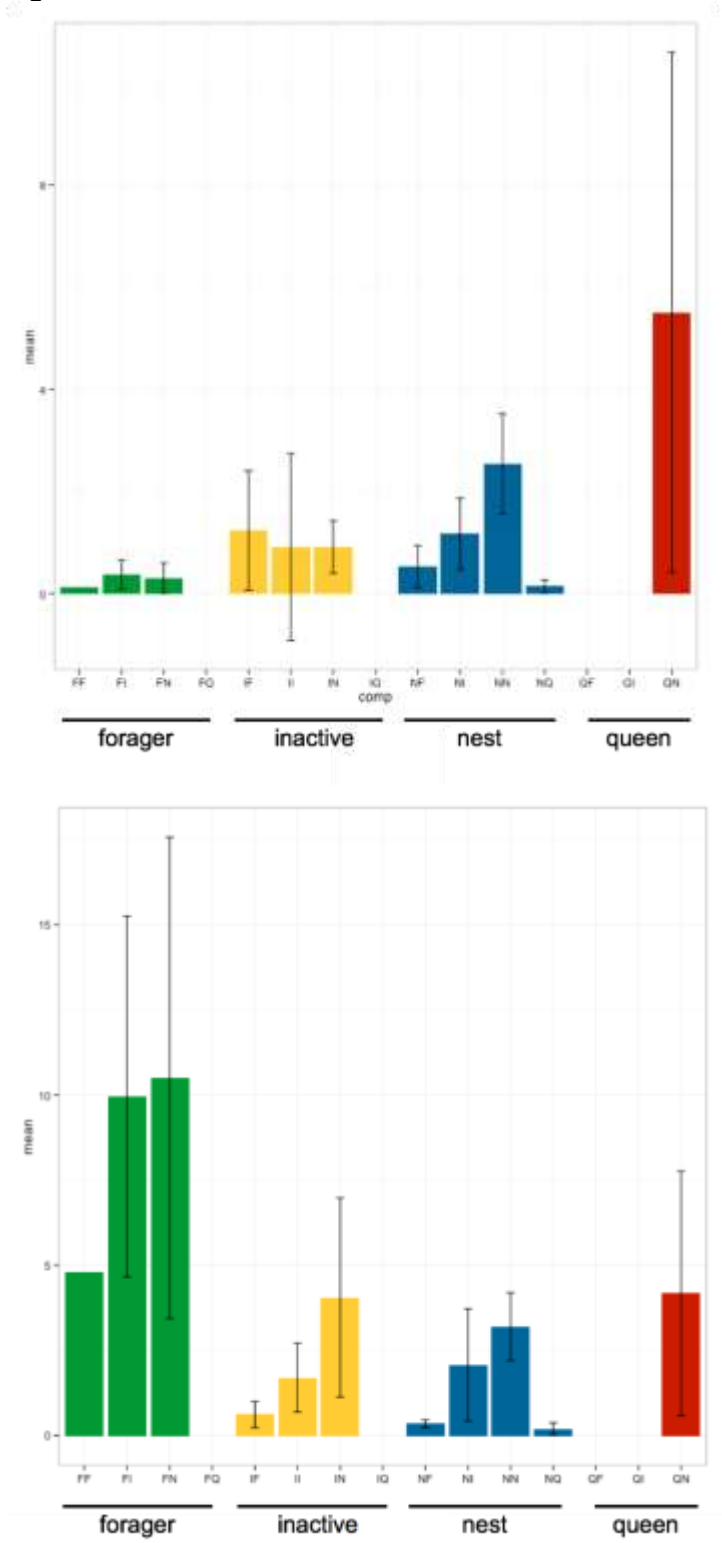 8
mean
4
0
FF FI FN FQ IF II IN IQ NF NI NN NQ QF QI QN
comp
forager inactive nest queen
15
10
mean
5
0
FF FI FN FQ IF II IN IQ NF NI NN NQ QF QI QN
forager inactive nest queen